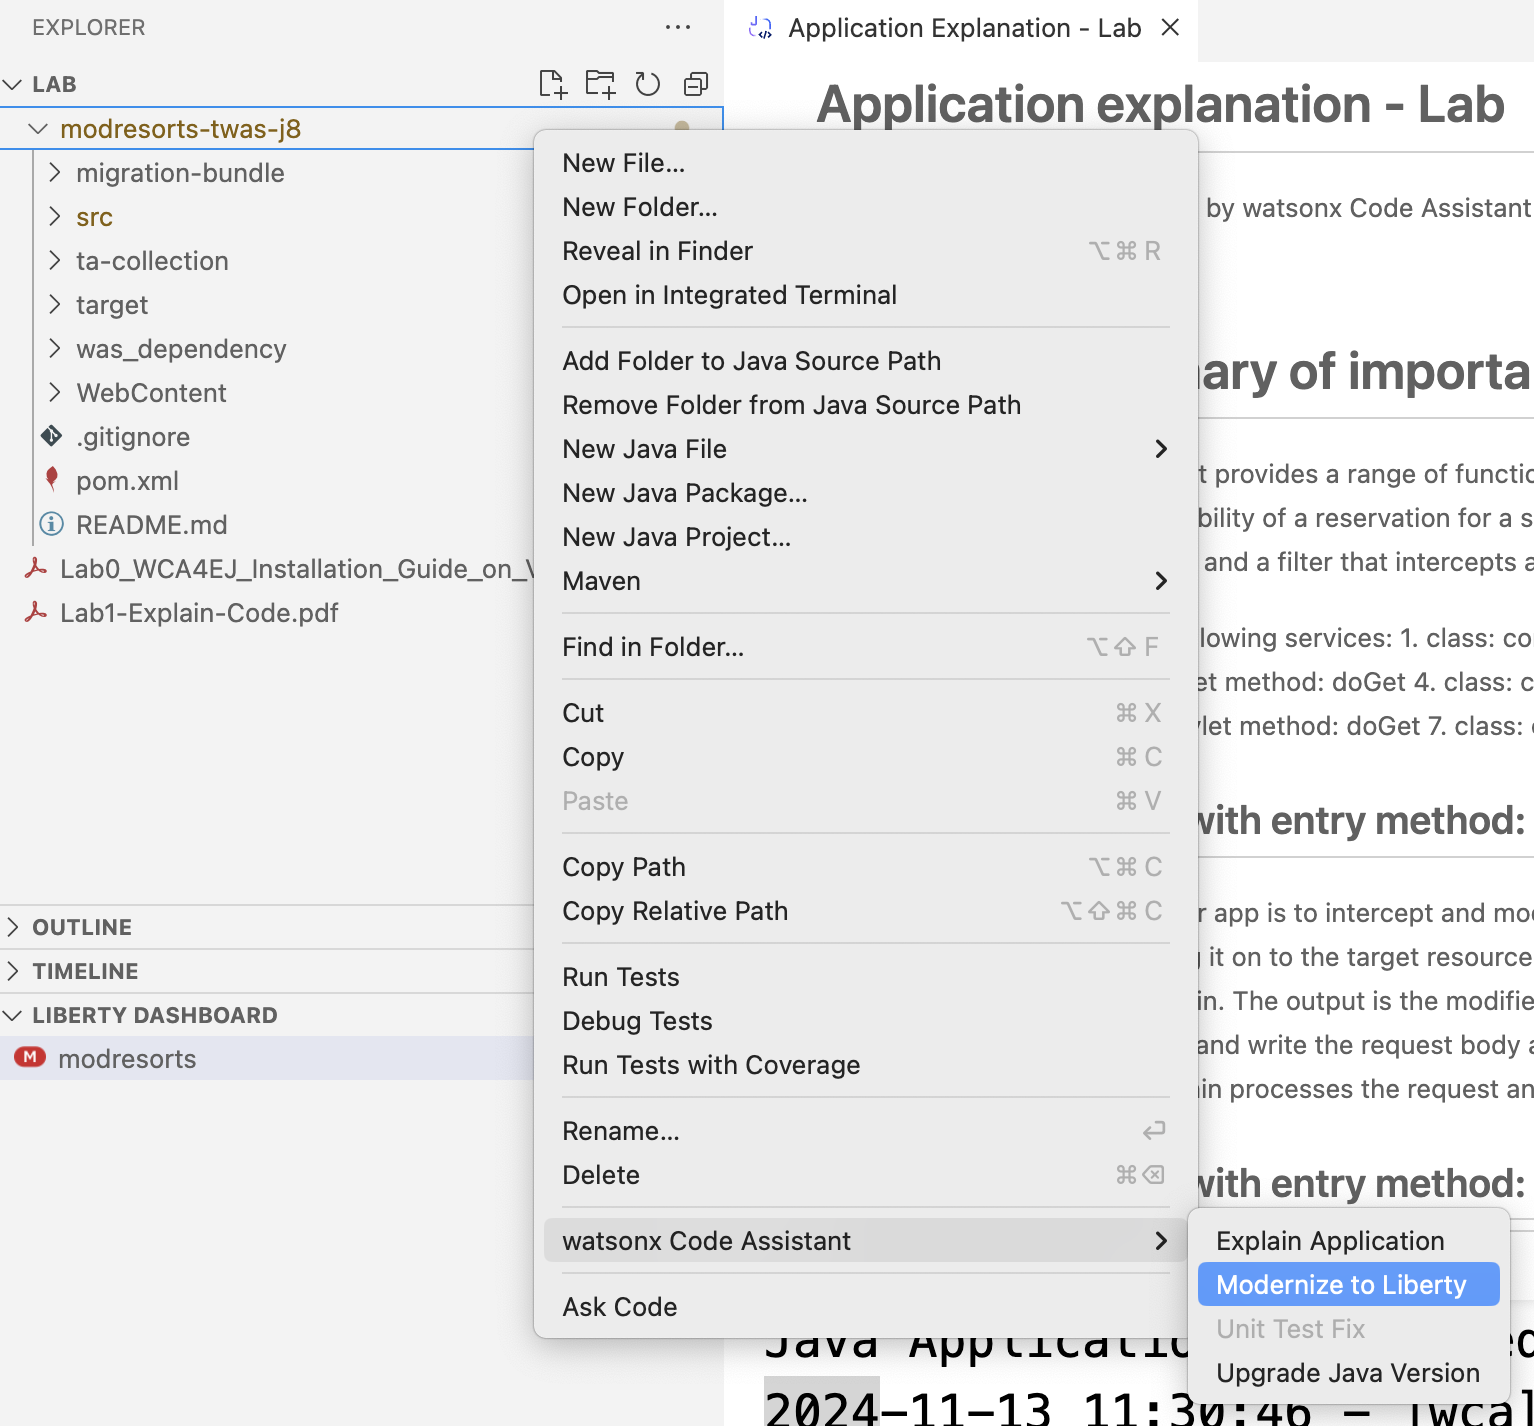 EXPLORER
LAB
modresorts-twas-j8
migration-bundle
src
ta-collection
target
was_dependency
WebContent
.gitignore
pom.xml
README.md
Lab0_WCA4EJ_Installation_Guide_on_
Lab1-Explain-Code.pdf
OUTLINE
TIMELINE
LIBERTY DASHBOARD
M modresorts
New File...
New Folder...
Reveal in Finder ⌥⌘ R
Open in Integrated Terminal
Add Folder to Java Source Path
Remove Folder from Java Source Path
New Java File
New Java Package...
New Java Project...
Maven
Find in Folder... ⌥⇧ F
Cut ⌘ X
Copy ⌘ C
Paste ⌘ V
Copy Path ⌥⌘ C
Copy Relative Path ⌥⇧⌘ C
Run Tests
Debug Tests
Run Tests with Coverage
Rename... ⏎
Delete ⌘⌫
watsonx Code Assistant
Ask Code
Explain Application
Modernize to Liberty
Unit Test Fix
Upgrade Java Version
Application Explanation - Lab
Application explanation - Lab
by watsonx Code Assistant
ary of importa
t provides a range of functio
bility of a reservation for a s
and a filter that intercepts a
lowing services: 1. class: co
et method: doGet 4. class: c
let method: doGet 7. class:
with entry method:
r app is to intercept and mo
it on to the target resource
in. The output is the modifie
and write the request body a
in processes the request an
with entry method:
Java Applicatio
2024-11-13 11:30:46 - [wcal